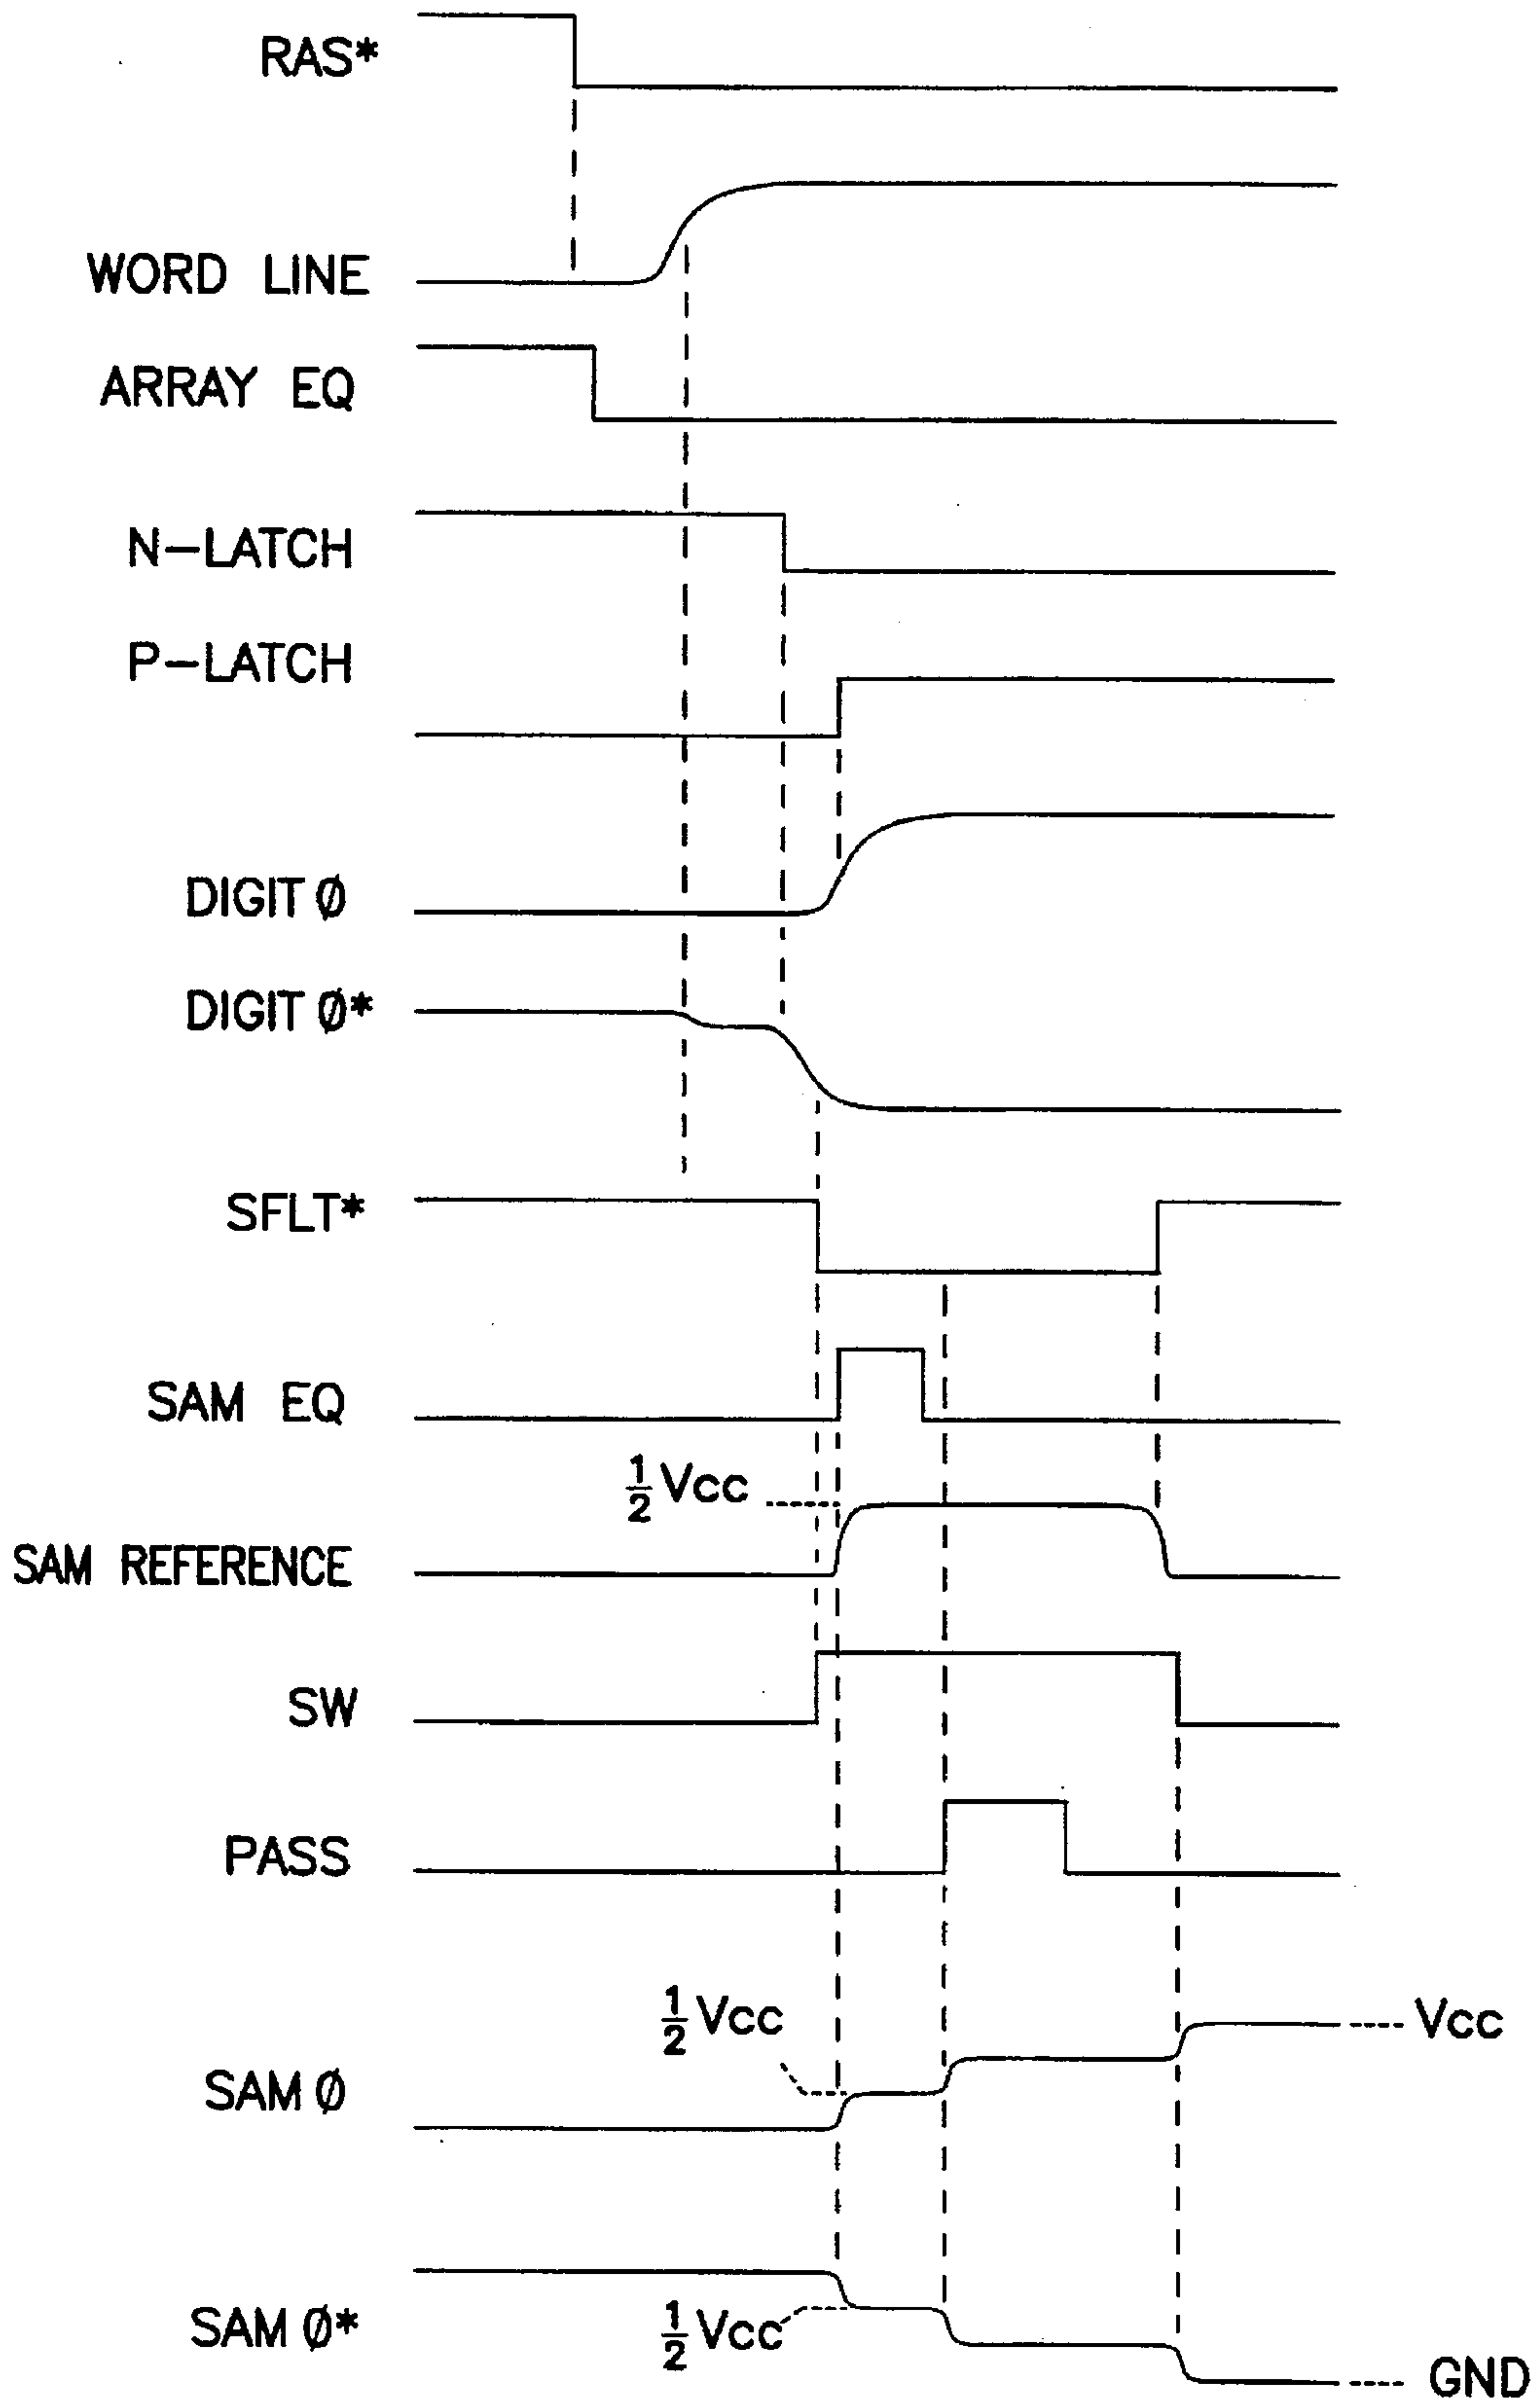 RAS*
WORD LINE
ARRAY EQ
N-LATCH
P-LATCH
DIGIT Ø
DIGIT Ø*
SFLT*
SAM EQ
½ Vcc
SAM REFERENCE
SW
PASS
½ Vcc
Vcc
SAM Ø
SAM Ø*
½ Vcc
GND